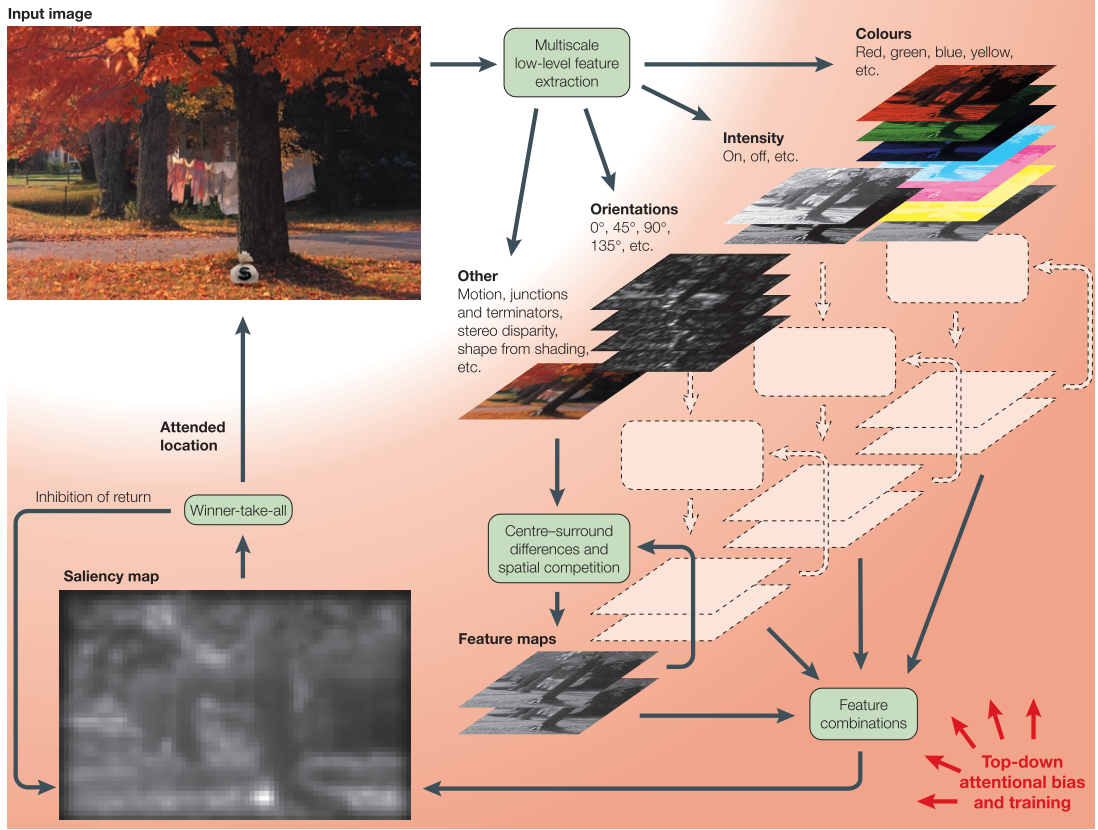 Input image
Multiscale
low-level feature
extraction
Colours
Red, green, blue, yellow,
etc.
Intensity
On, off, etc.
Orientations
0°, 45°, 90°,
135°, etc.
Other
Motion, junctions
and terminators,
stereo disparity,
shape from shading,
etc.
$
Attended
location
Inhibition of return
Winner-take-all
Centre–surround
differences and
spatial competition
Saliency map
Feature maps
Feature
combinations
Top-down
attentional bias
and training